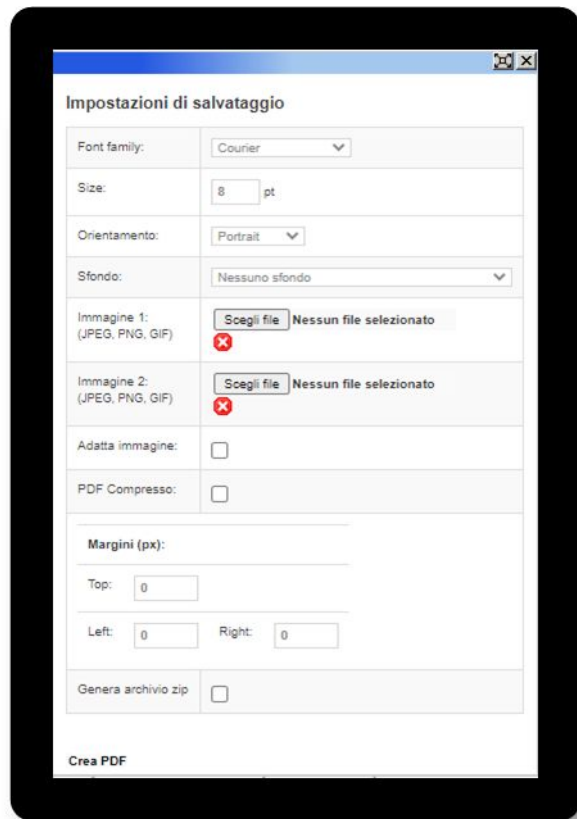 Impostazioni di salvataggio
Font family: Courier
Size: 8 pt
Orientamento: Portrait
Sfondo: Nessuno sfondo
Immagine 1: Scegli file Nessun file selezionato
(JPEG, PNG, GIF)
Immagine 2: Scegli file Nessun file selezionato
(JPEG, PNG, GIF)
Adatta immagine:
PDF Compresso:
Margini (px):
Top: 0
Left: 0 Right: 0
Genera archivio zip
Crea PDF